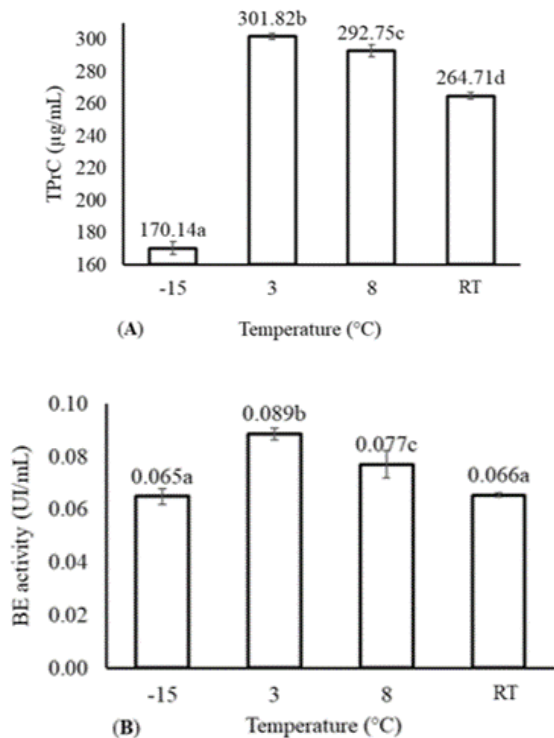 301.82b
292.75c
264.71d
170.14a
300
280
260
240
220
200
180
160
TPrC (µg/mL)
-15 3 8 RT
(A) Temperature (°C)
0.10
0.08
0.06
0.04
0.02
0.00
BE activity (UI/mL)
0.065a
0.089b
0.077c
0.066a
-15 3 8 RT
(B) Temperature (°C)